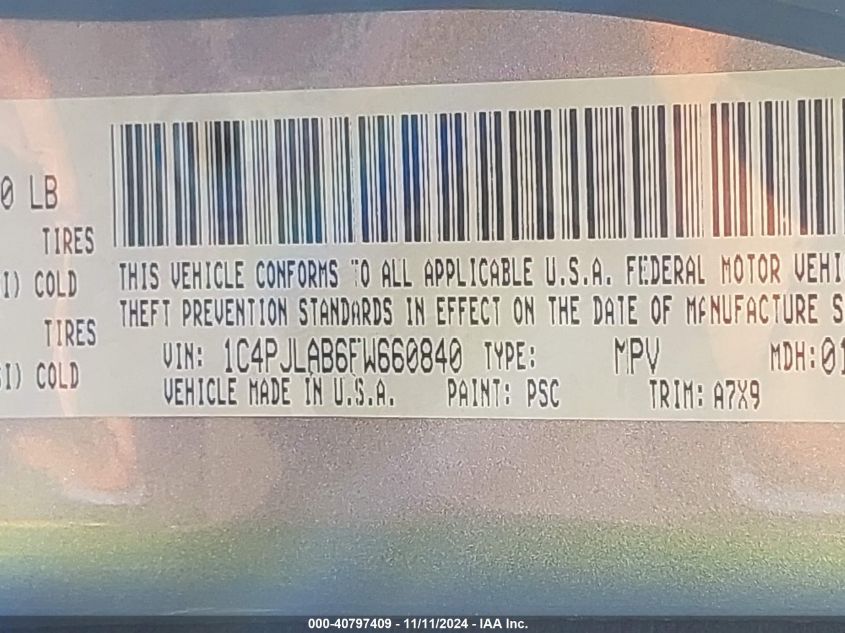 0 LB
TIRES
SI) COLD
TIRES
SI) COLD
THIS VEHICLE CONFORMS TO ALL APPLICABLE U.S.A. FEDERAL MOTOR VEHI
THEFT PREVENTION STANDARDS IN EFFECT ON THE DATE OF MANUFACTURE S
VIN: 1C4PJLAB6FW660840 TYPE: MPV MDH:01
VEHICLE MADE IN U.S.A. PAINT: PSC TRIM: A7X9
000-40797409 - 11/11/2024 - IAA Inc.